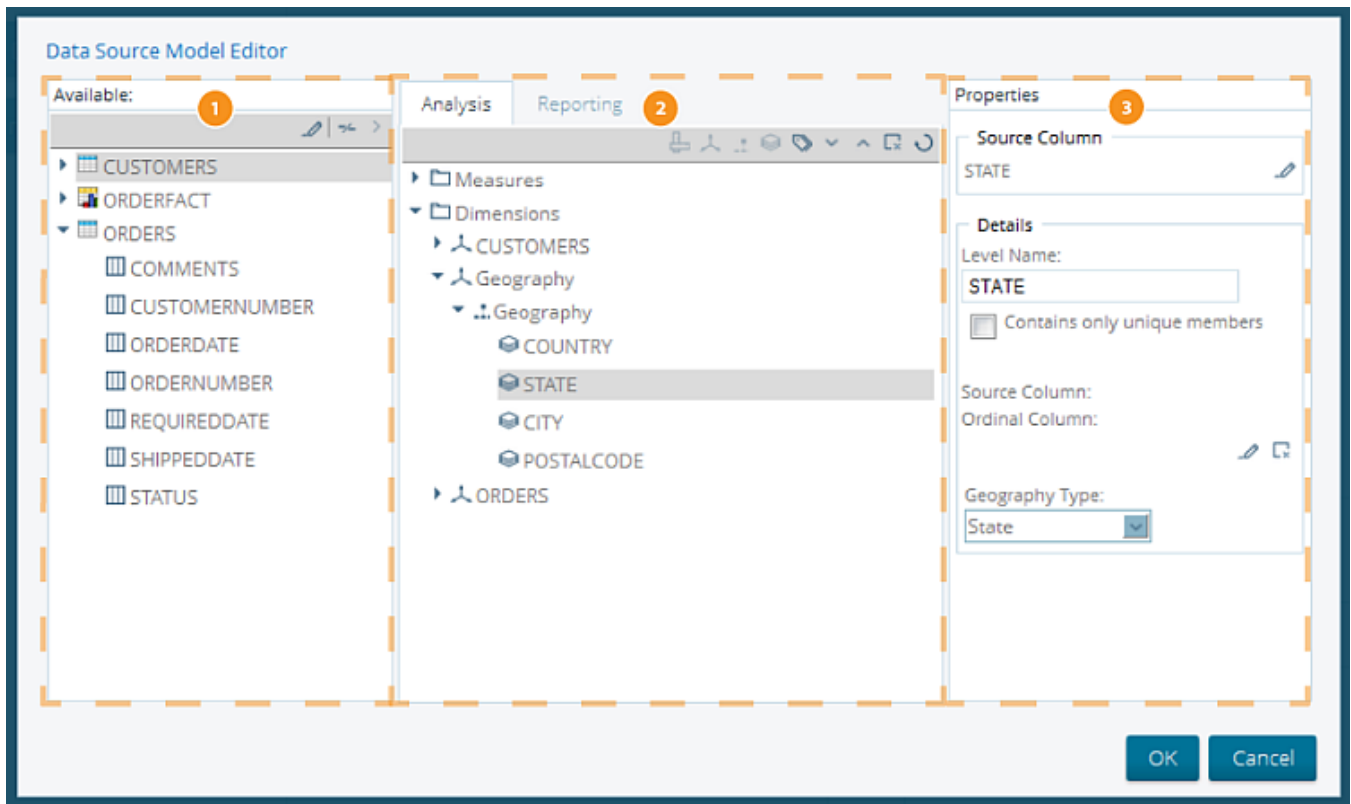 Data Source Model Editor
Available:
1
CUSTOMERS
ORDERFACT
ORDERS
COMMENTS
CUSTOMERNUMBER
ORDERDATE
ORDERNUMBER
REQUIREDDATE
SHIPPEDDATE
STATUS
Analysis
Reporting
2
Measures
Dimensions
CUSTOMERS
Geography
Geography
COUNTRY
STATE
CITY
POSTALCODE
ORDERS
Properties
3
Source Column
STATE
Details
Level Name:
STATE
Contains only unique members
Source Column:
Ordinal Column:
Geography Type:
State
OK
Cancel